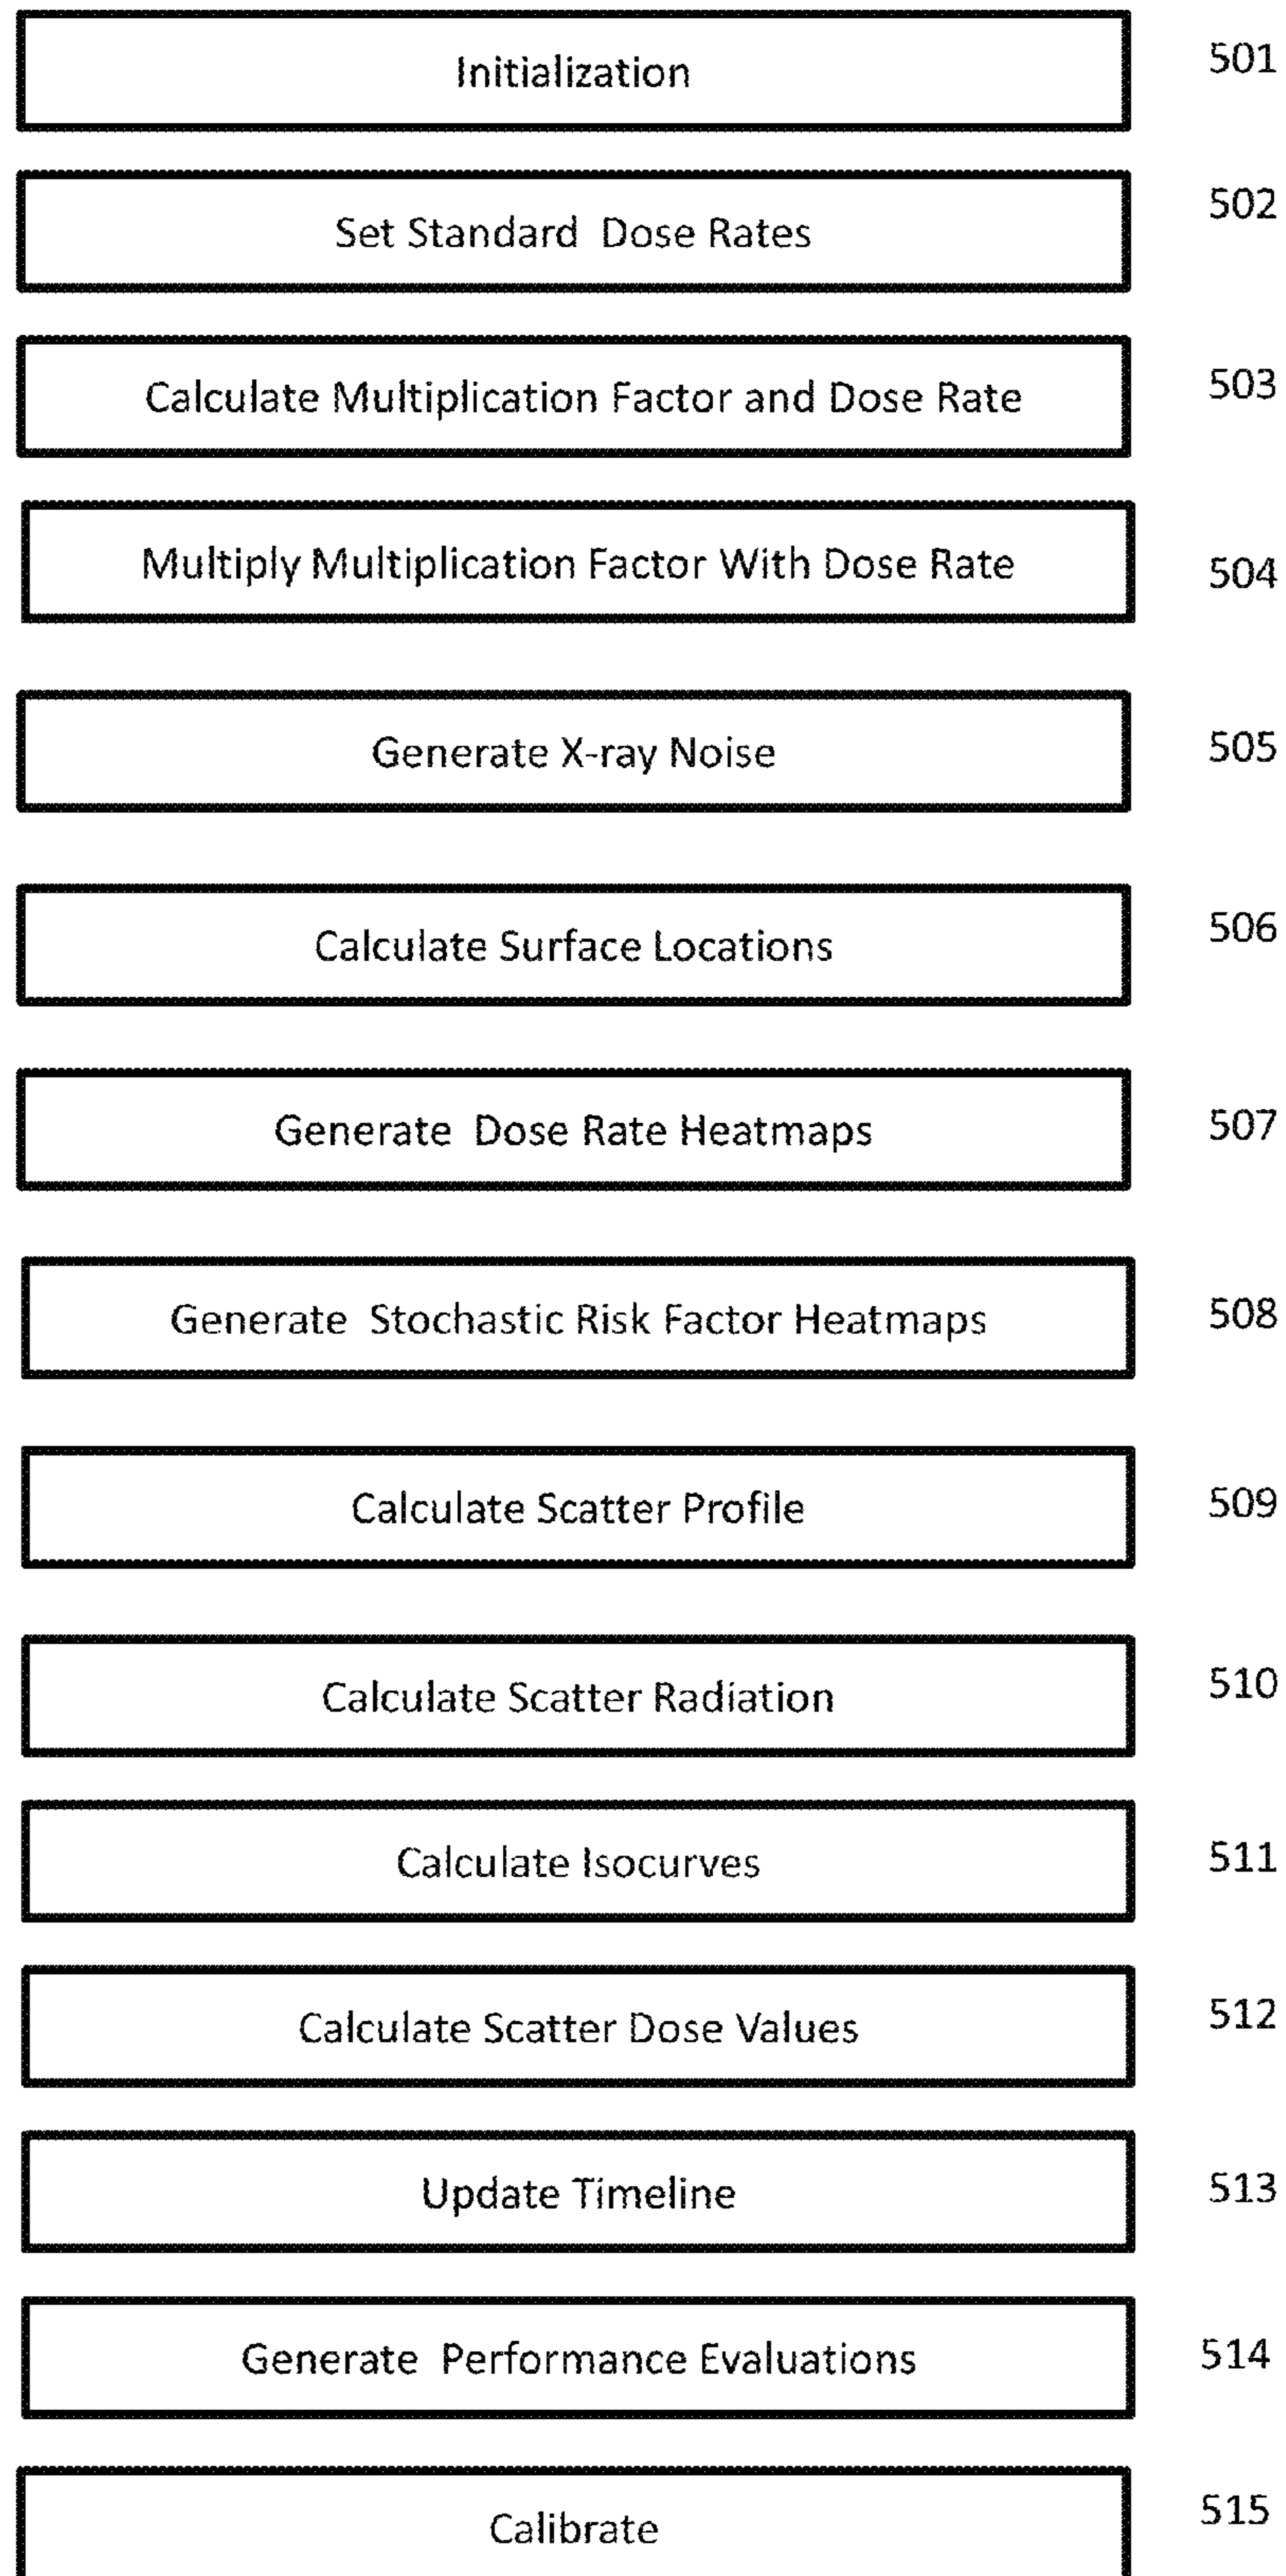 Initialization 501
Set Standard Dose Rates 502
Calculate Multiplication Factor and Dose Rate 503
Multiply Multiplication Factor With Dose Rate 504
Generate X-ray Noise 505
Calculate Surface Locations 506
Generate Dose Rate Heatmaps 507
Generate Stochastic Risk Factor Heatmaps 508
Calculate Scatter Profile 509
Calculate Scatter Radiation 510
Calculate Isocurves 511
Calculate Scatter Dose Values 512
Update Timeline 513
Generate Performance Evaluations 514
Calibrate 515